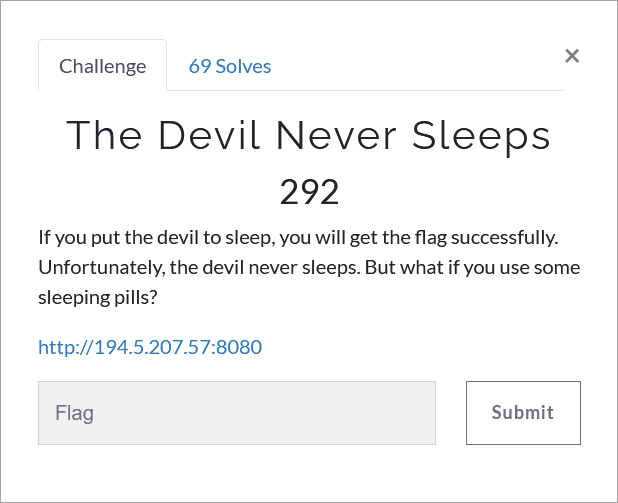 Challenge
69 Solves
×
The Devil Never Sleeps
292
If you put the devil to sleep, you will get the flag successfully.
Unfortunately, the devil never sleeps. But what if you use some
sleeping pills?
http://194.5.207.57:8080
Flag
Submit